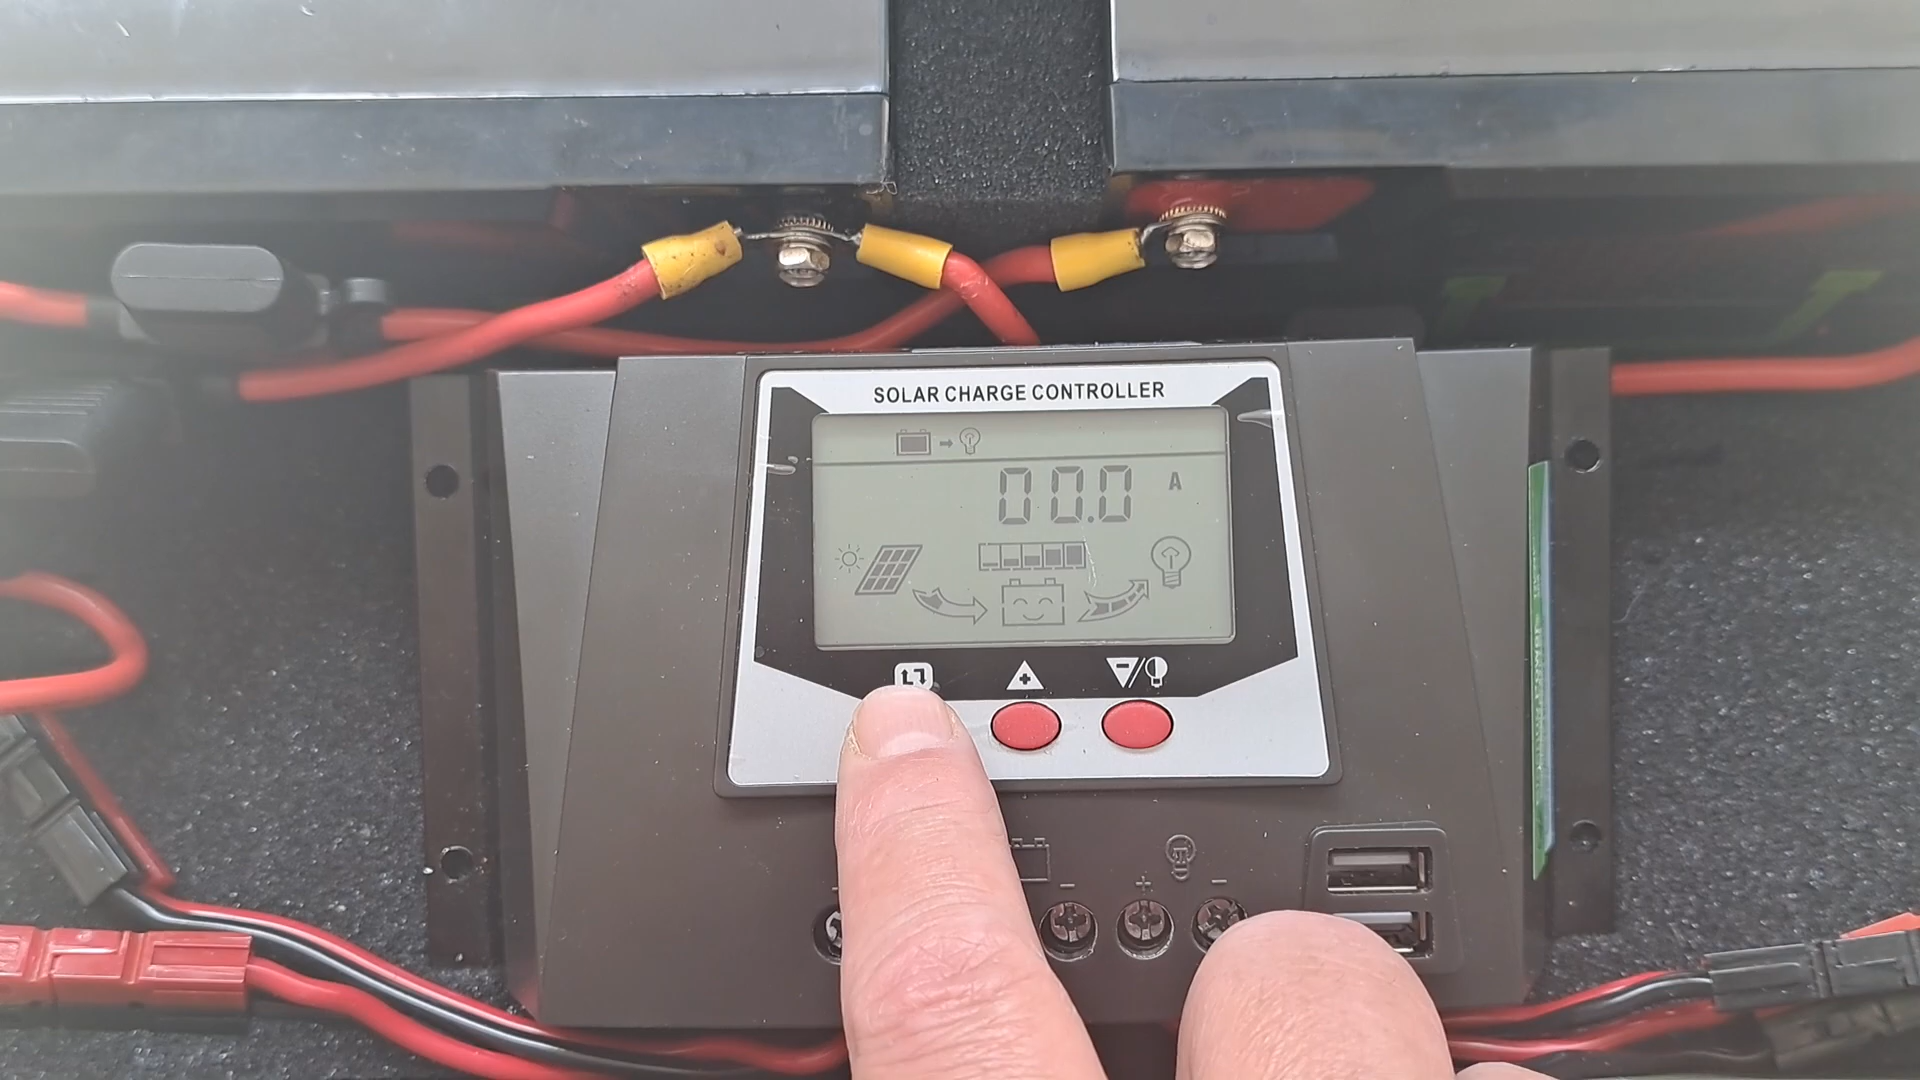 SOLAR CHARGE CONTROLLER
00.0 A
+
-/
- + -